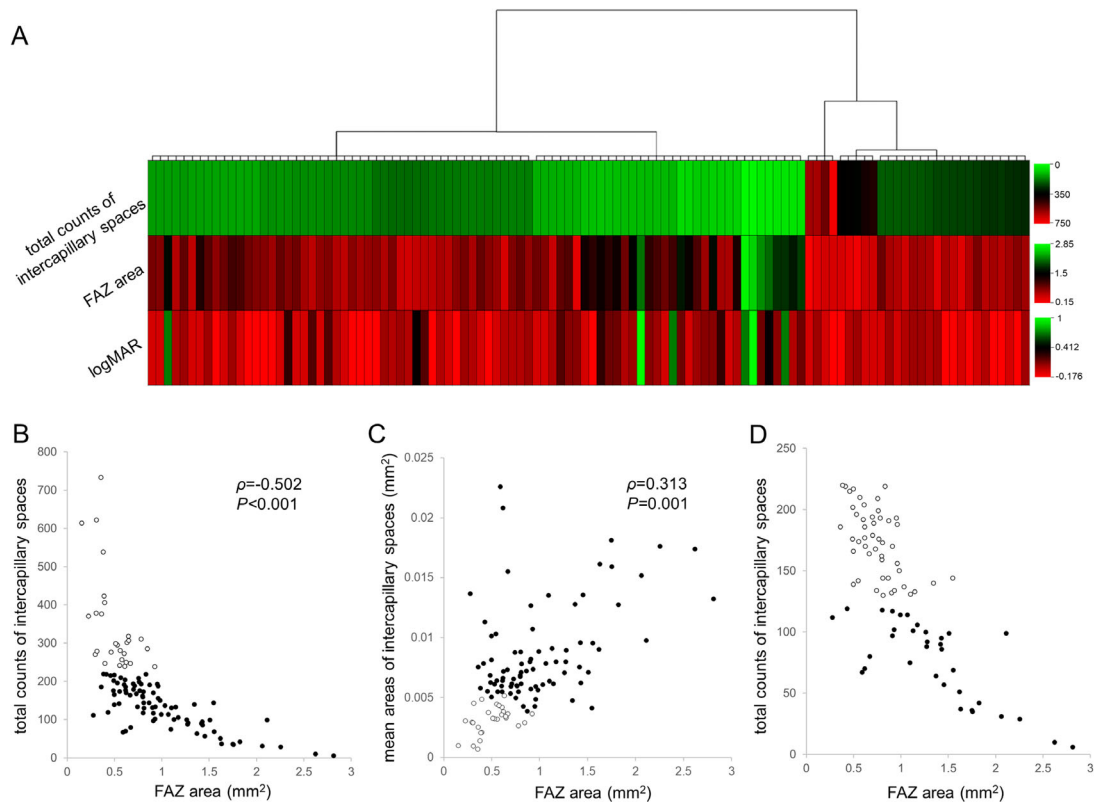 A
total counts of
intercapillary spaces
FAZ area
logMAR
0
350
750
2.85
1.5
0.15
1
0.412
-0.176
B
total counts of intercapillary spaces
800
700
600
500
400
300
200
100
0
0 0.5 1 1.5 2 2.5 3
FAZ area (mm²)
ρ=-0.502
P<0.001
C
mean areas of intercapillary spaces (mm²)
0.025
0.02
0.015
0.01
0.005
0
0 0.5 1 1.5 2 2.5 3
FAZ area (mm²)
ρ=0.313
P=0.001
D
total counts of intercapillary spaces
250
200
150
100
50
0
0 0.5 1 1.5 2 2.5 3
FAZ area (mm²)